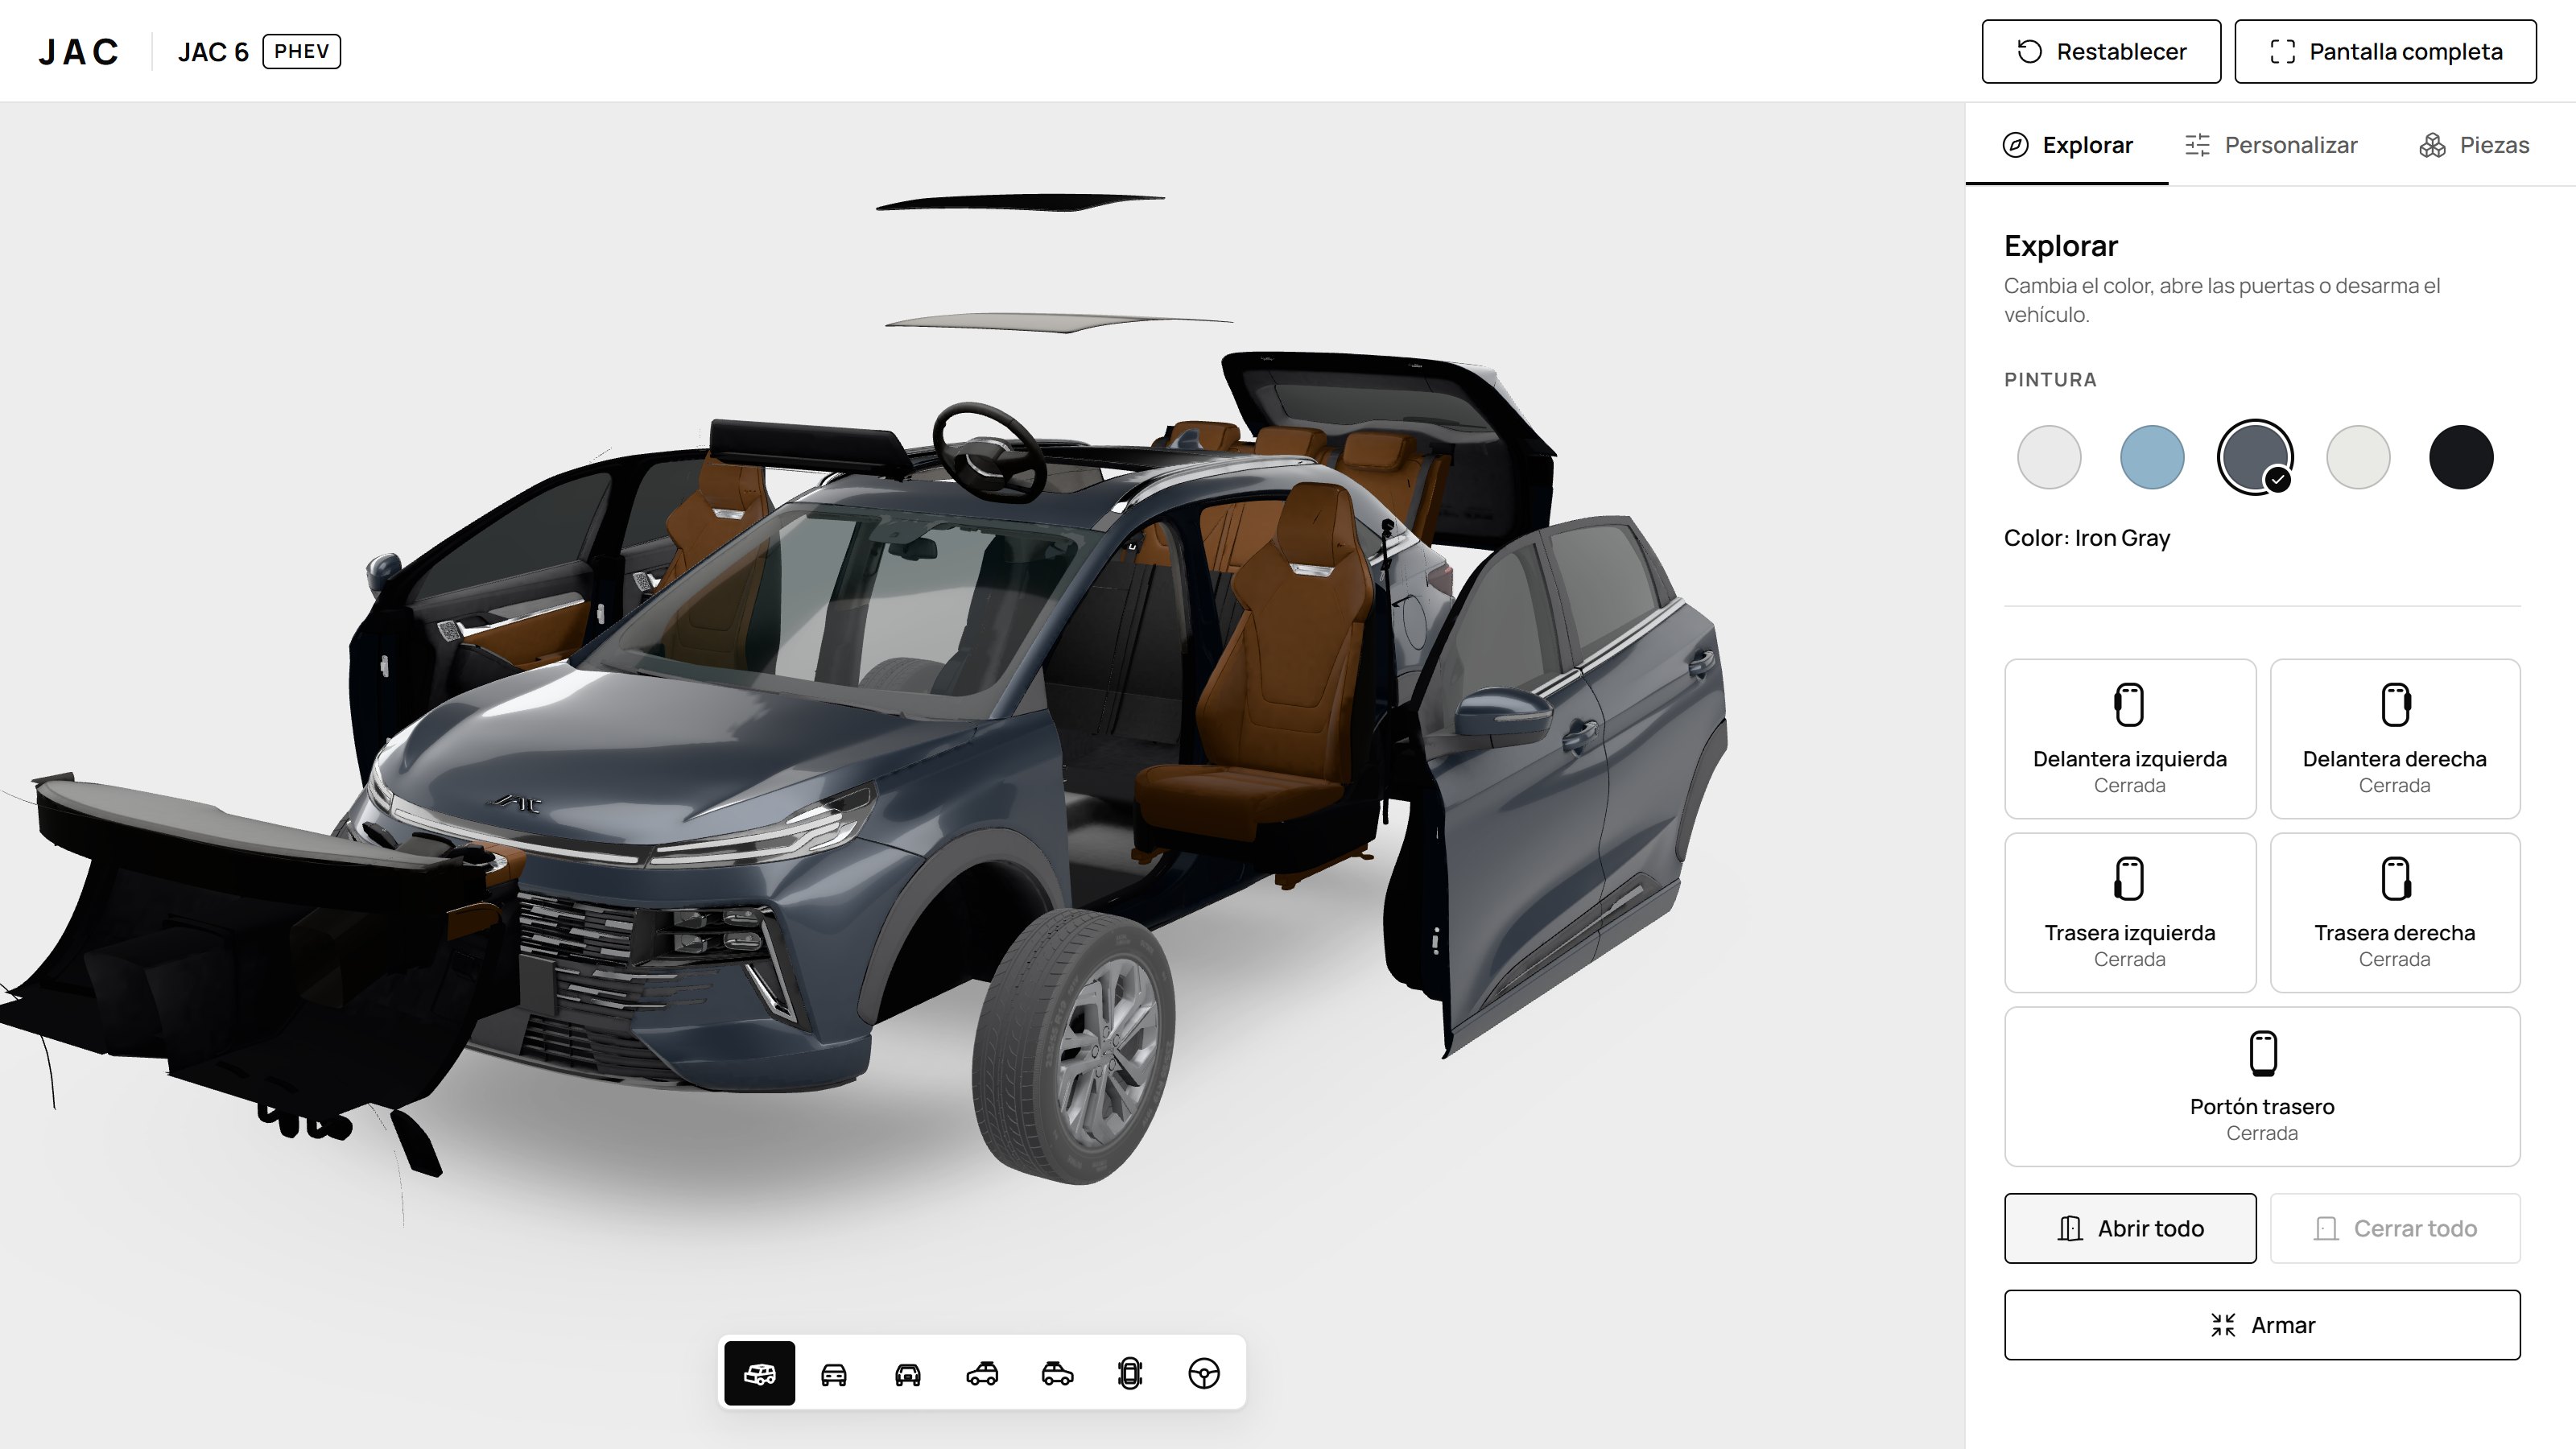 JAC
JAC 6 PHEV
Restablecer
Pantalla completa
Explorar
Personalizar
Piezas
Explorar
Cambia el color, abre las puertas o desarma el
vehículo.
PINTURA
Color: Iron Gray
Delantera izquierda
Cerrada
Delantera derecha
Cerrada
Trasera izquierda
Cerrada
Trasera derecha
Cerrada
Portón trasero
Cerrada
Abrir todo
Cerrar todo
Armar
JAC